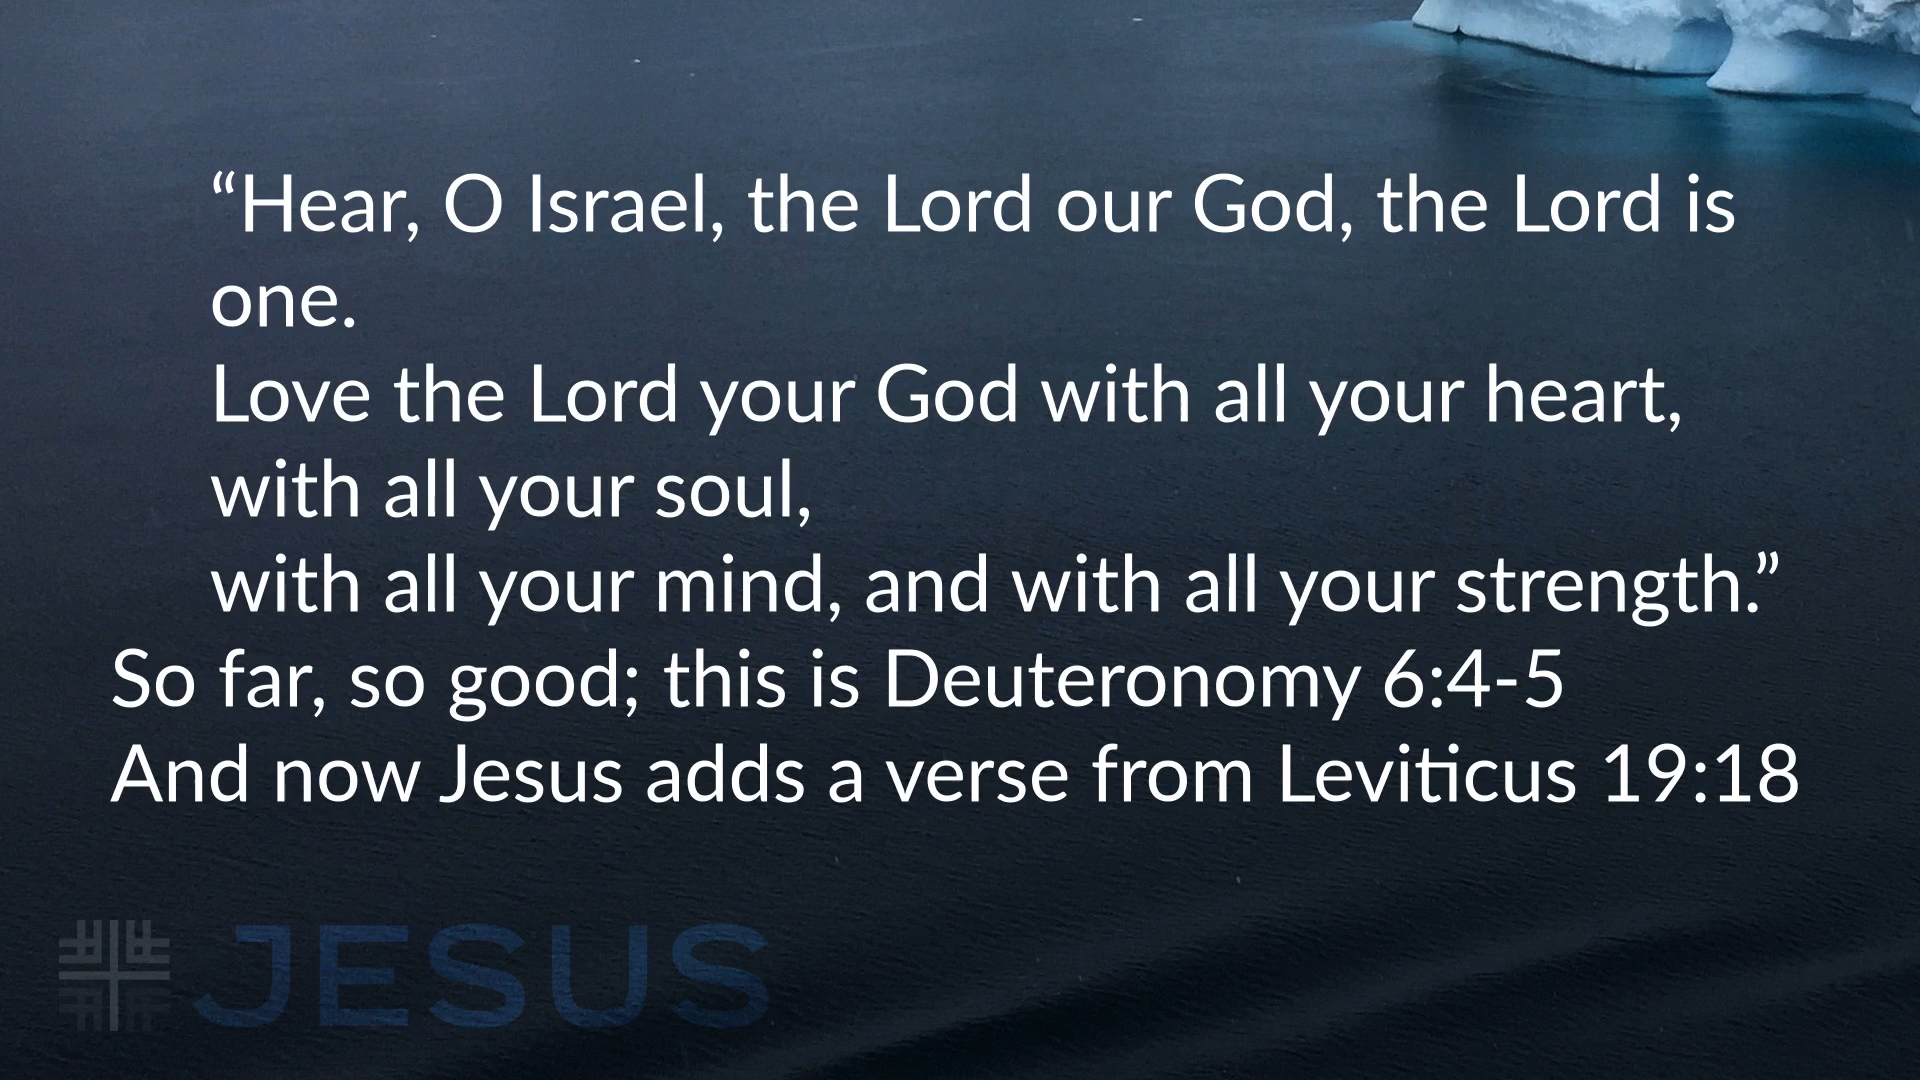 “Hear, O Israel, the Lord our God, the Lord is
one.
Love the Lord your God with all your heart,
with all your soul,
with all your mind, and with all your strength.”
So far, so good; this is Deuteronomy 6:4-5
And now Jesus adds a verse from Leviticus 19:18
JESUS